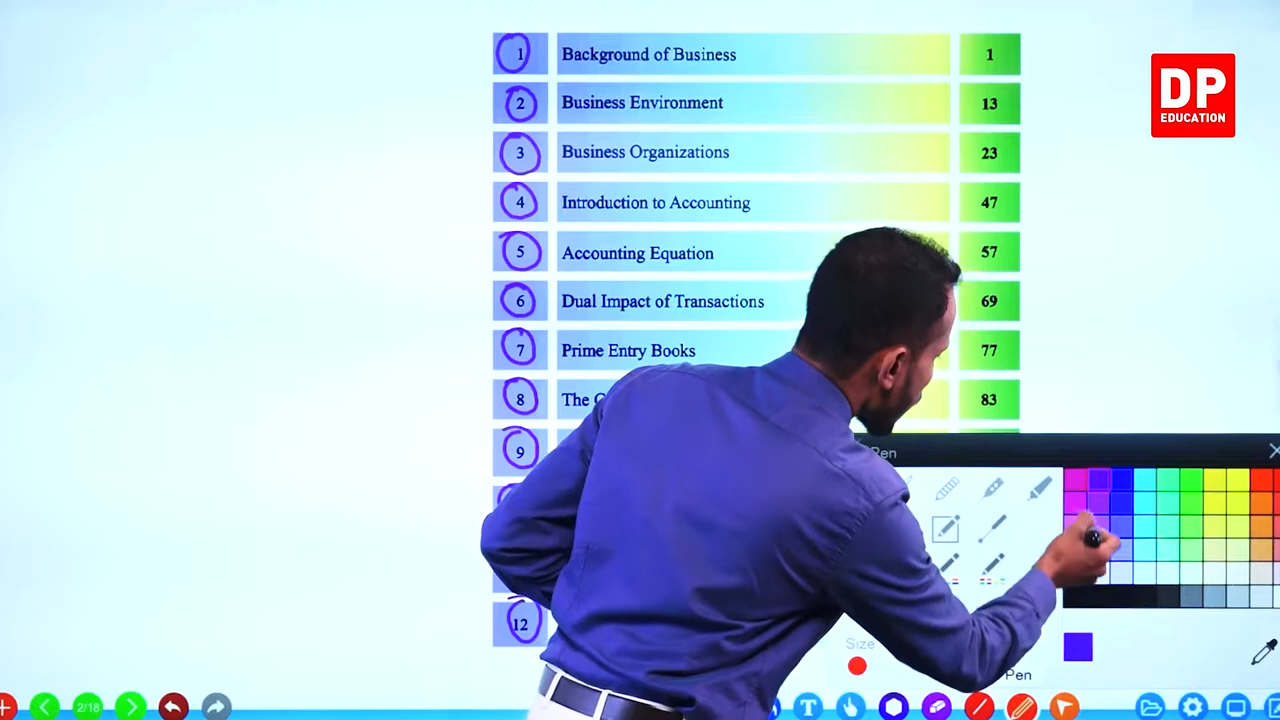 1 Background of Business 1
2 Business Environment 13
3 Business Organizations 23
4 Introduction to Accounting 47
5 Accounting Equation 57
6 Dual Impact of Transactions 69
7 Prime Entry Books 77
8 The 83
9
12
DP
EDUCATION
Pen
Size
Pen
2/18
T